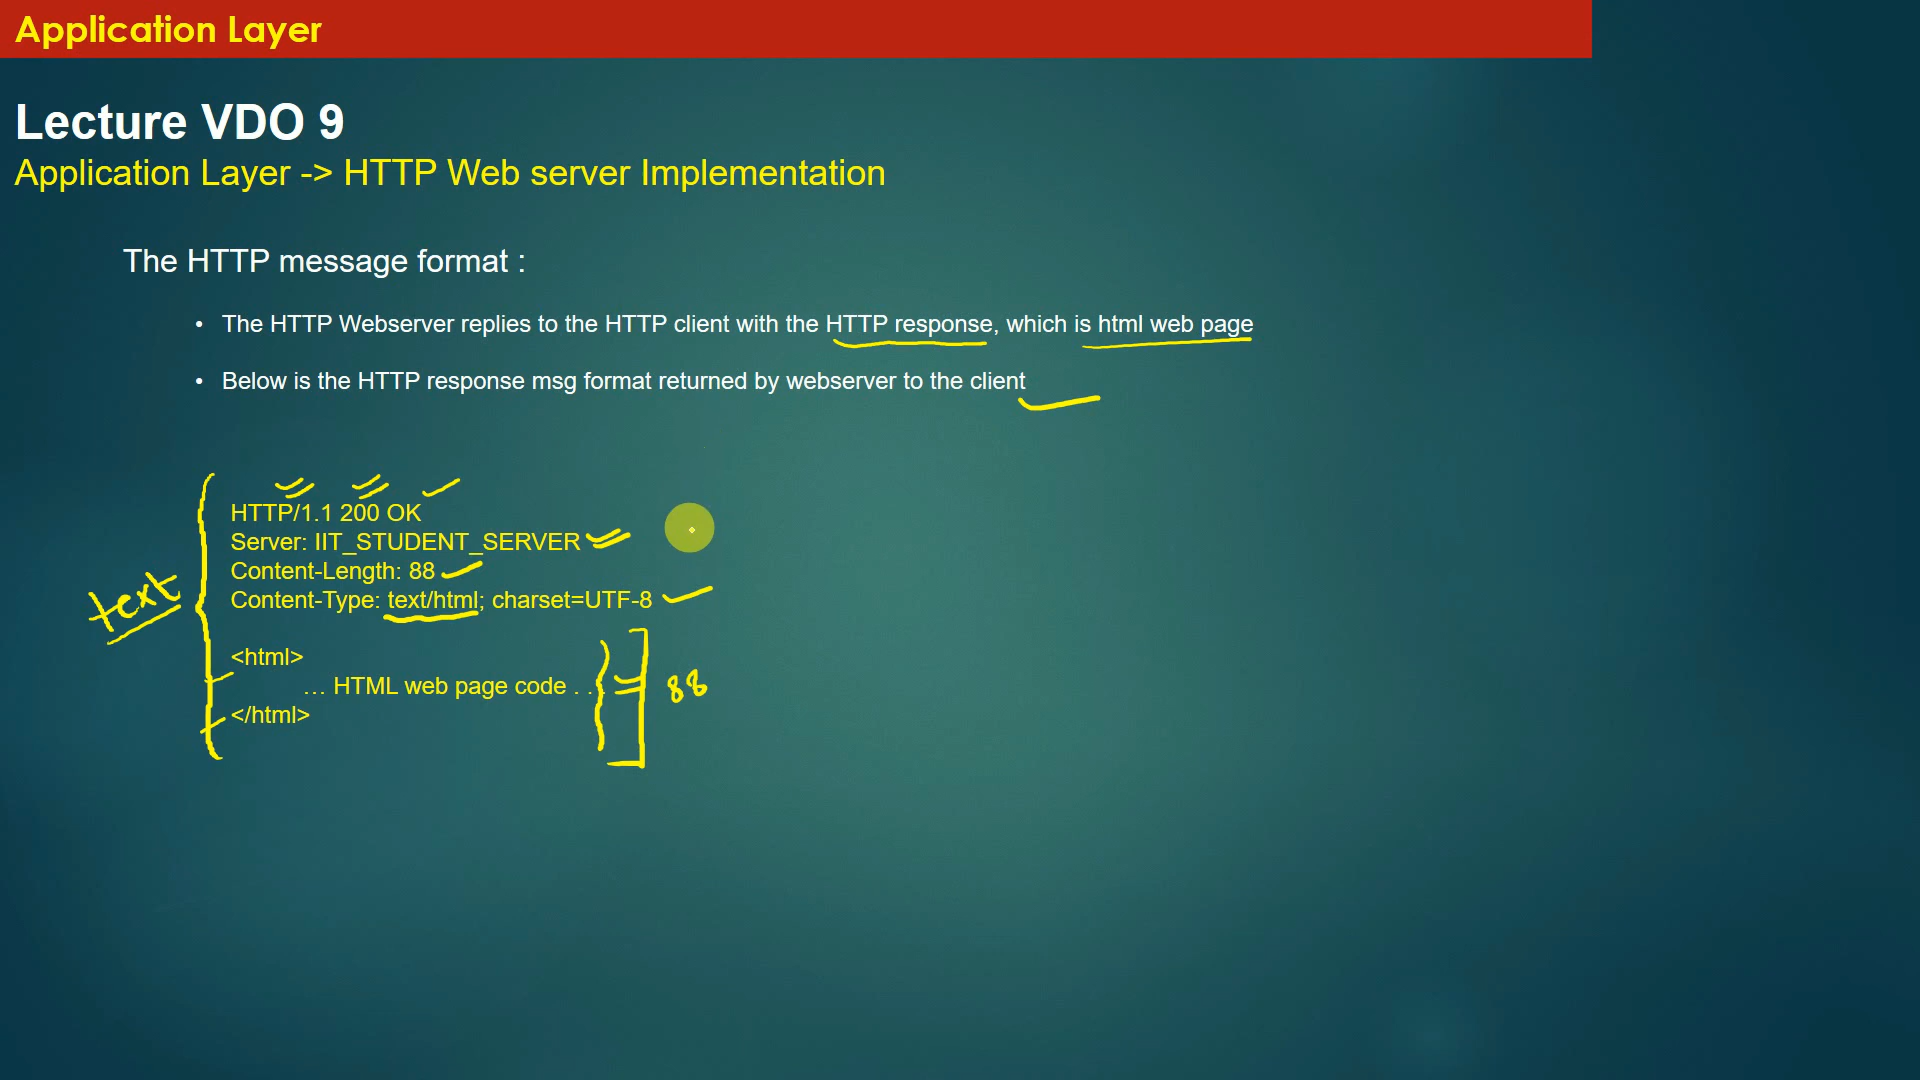 Application Layer
Lecture VDO 9
Application Layer -> HTTP Web server Implementation
The HTTP message format :
• The HTTP Webserver replies to the HTTP client with the HTTP response, which is html web page
• Below is the HTTP response msg format returned by webserver to the client
HTTP/1.1 200 OK
Server: IIT_STUDENT_SERVER
Content-Length: 88
Content-Type: text/html; charset=UTF-8
text
<html>
... HTML web page code . . .
88
</html>